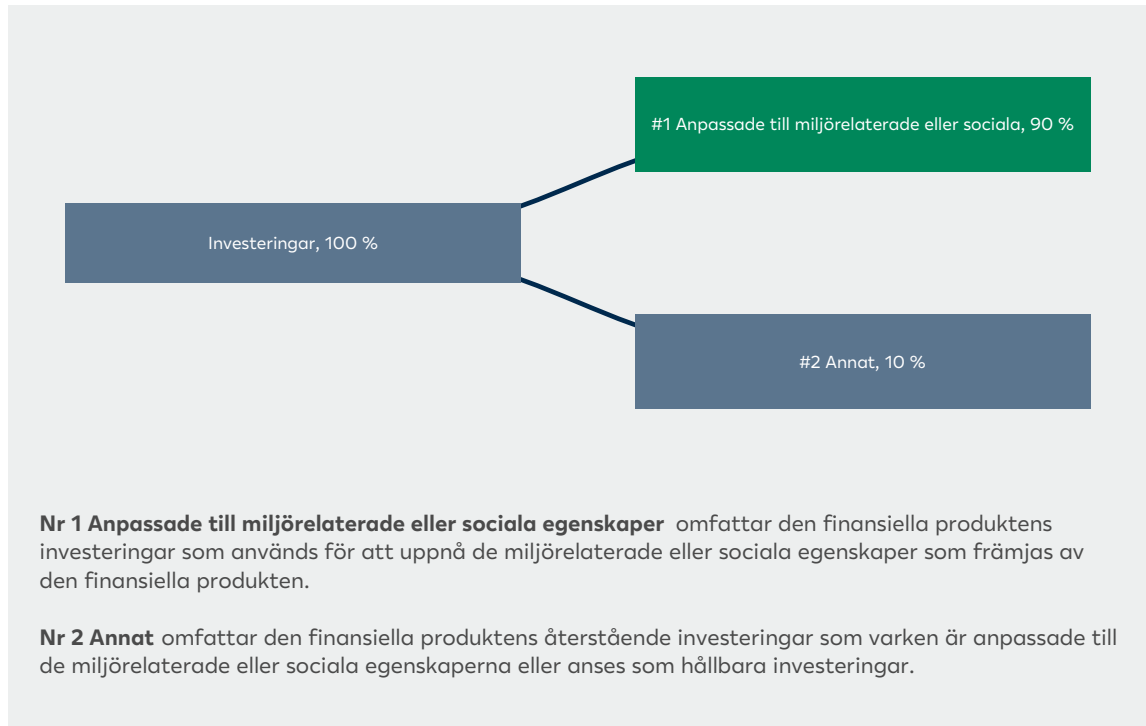 #1 Anpassade till miljörelaterade eller sociala, 90 %
Investeringar, 100 %
#2 Annat, 10 %
Nr 1 Anpassade till miljörelaterade eller sociala egenskaper omfattar den finansiella produktens
investeringar som används för att uppnå de miljörelaterade eller sociala egenskaper som främjas av
den finansiella produkten.
Nr 2 Annat omfattar den finansiella produktens återstående investeringar som varken är anpassade till
de miljörelaterade eller sociala egenskaperna eller anses som hållbara investeringar.